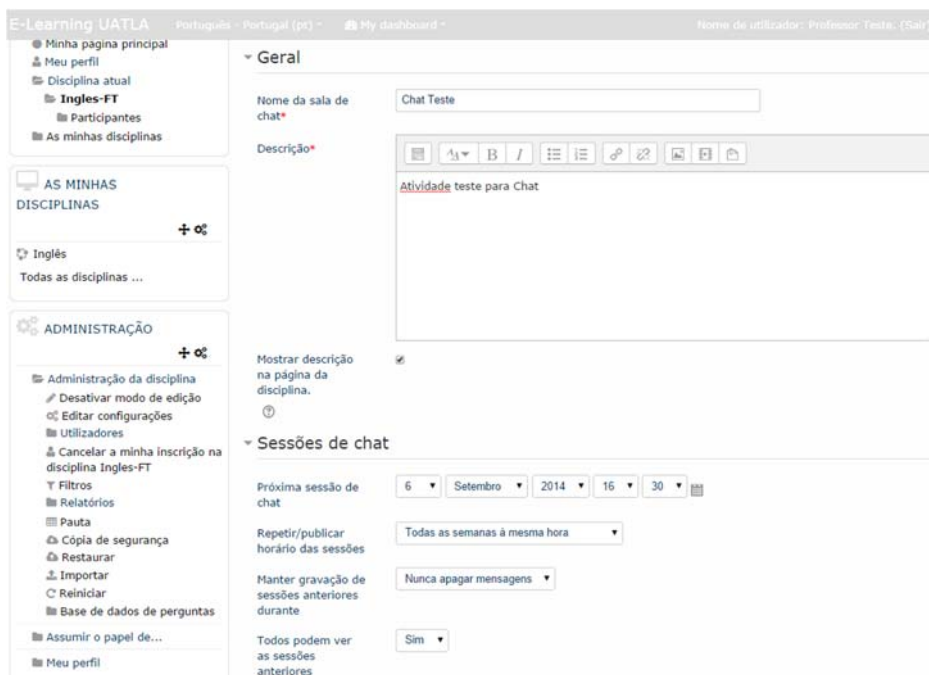 E-Learning UATLA Português - Portugal (pt) My dashboard Nome de utilizador: Professor Teste. (Sair)
Minha página principal
Meu perfil
Disciplina atual
Ingles-FT
Participantes
As minhas disciplinas
AS MINHAS
DISCIPLINAS
Inglês
Todas as disciplinas ...
ADMINISTRAÇÃO
Administração da disciplina
Desativar modo de edição
Editar configurações
Utilizadores
Cancelar a minha inscrição na
disciplina Ingles-FT
Filtros
Relatórios
Pauta
Cópia de segurança
Restaurar
Importar
Reiniciar
Base de dados de perguntas
Assumir o papel de...
Meu perfil
Geral
Nome da sala de
chat*
Chat Teste
Descrição*
B I
Atividade teste para Chat
Mostrar descrição
na página da
disciplina.
Sessões de chat
Próxima sessão de
chat
6 Setembro 2014 16 30
Repetir/publicar
horário das sessões
Todas as semanas à mesma hora
Manter gravação de
sessões anteriores
durante
Nunca apagar mensagens
Todos podem ver
as sessões
anteriores
Sim